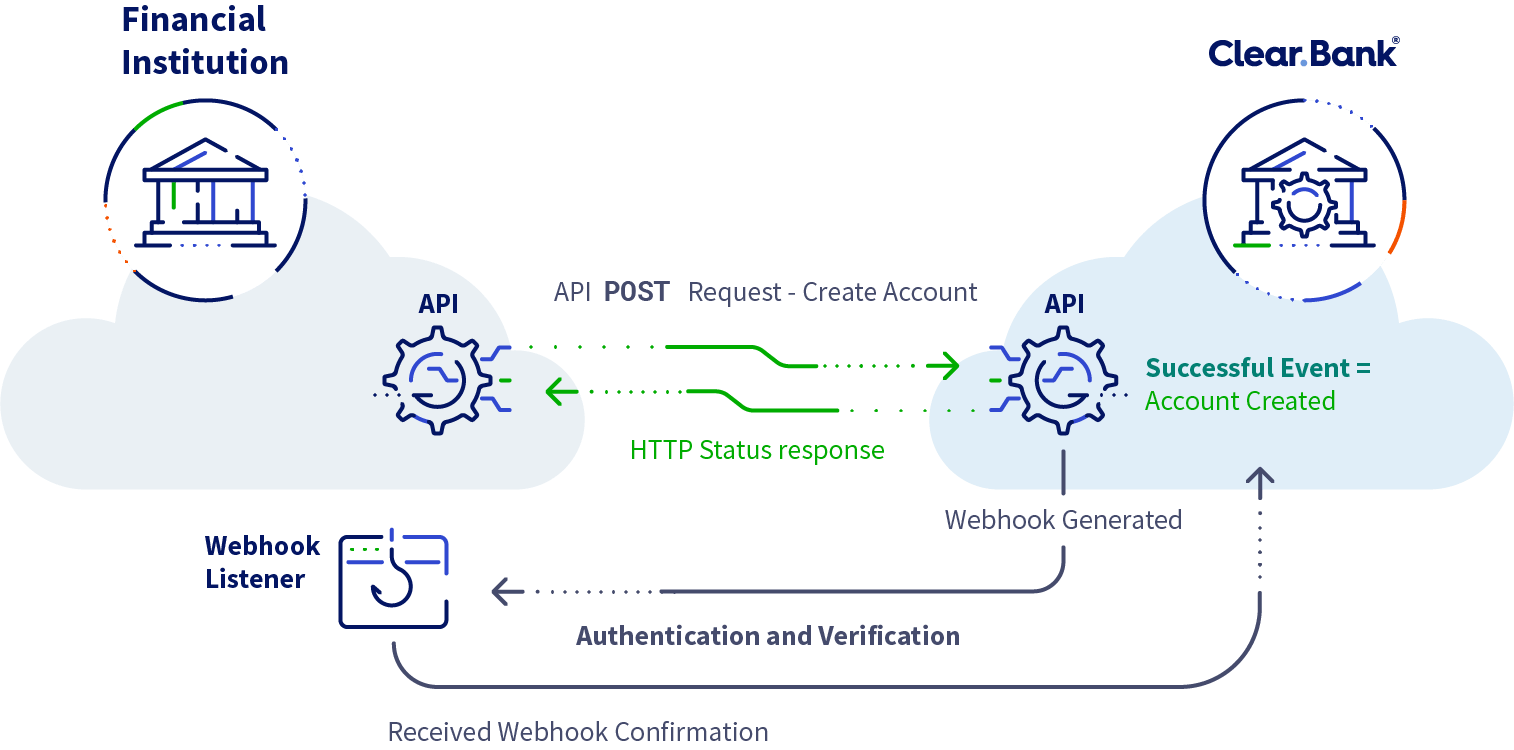 Financial
Institution
Clear.Bank®
API
API POST Request - Create Account
API
Successful Event =
Account Created
HTTP Status response
Webhook Generated
Webhook
Listener
Authentication and Verification
Received Webhook Confirmation